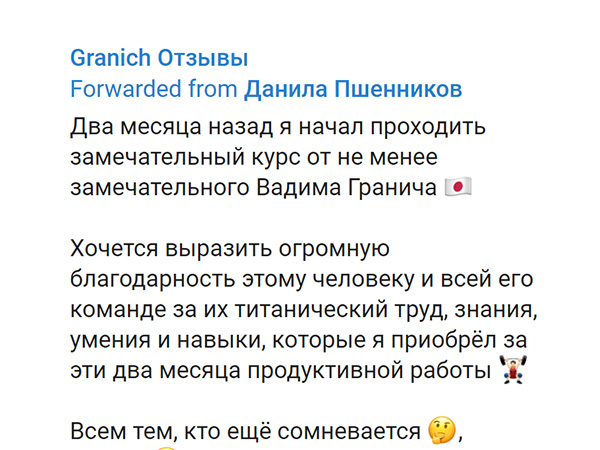 Granich Отзывы
Forwarded from Данила Пшенников
Два месяца назад я начал проходить
замечательный курс от не менее
замечательного Вадима Гранича 🇯🇵
Хочется выразить огромную
благодарность этому человеку и всей его
команде за их титанический труд, знания,
умения и навыки, которые я приобрёл за
эти два месяца продуктивной работы 🏋🏻
Всем тем, кто ещё сомневается 🤔,